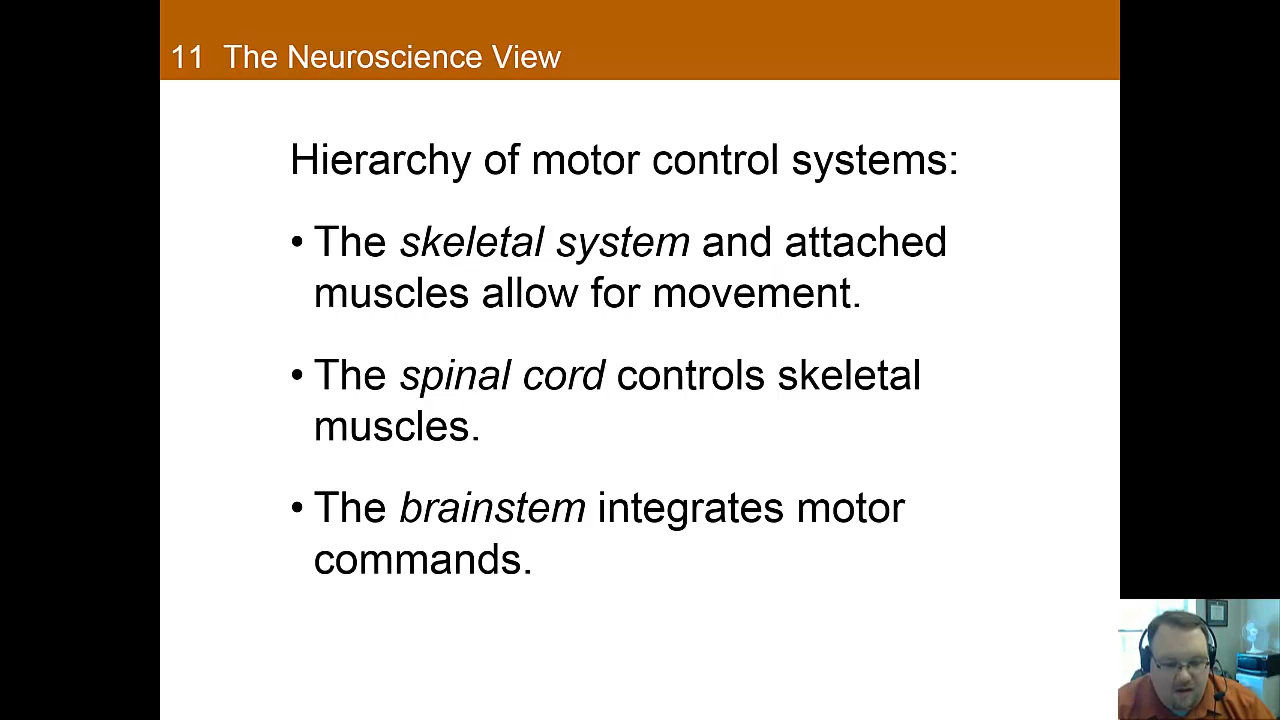 11 The Neuroscience View
Hierarchy of motor control systems:
• The skeletal system and attached
muscles allow for movement.
• The spinal cord controls skeletal
muscles.
• The brainstem integrates motor
commands.